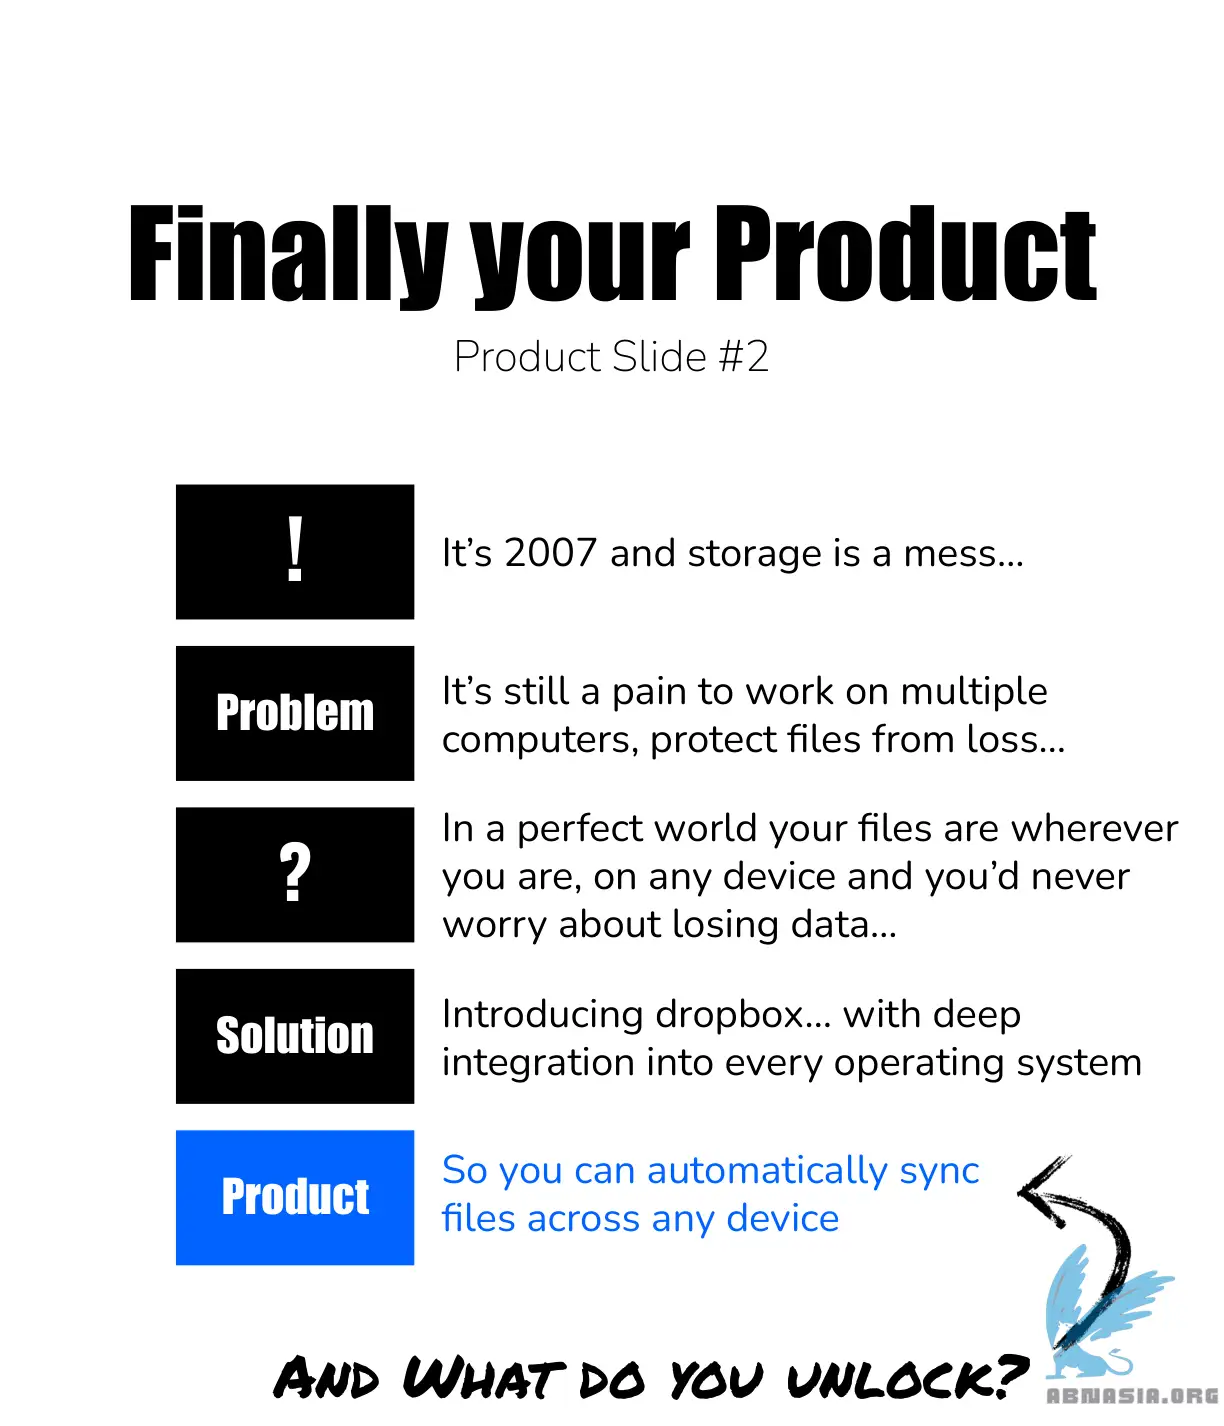 Finally your Product
Product Slide #2
!
It’s 2007 and storage is a mess...
Problem
It’s still a pain to work on multiple
computers, protect files from loss...
?
In a perfect world your files are wherever
you are, on any device and you’d never
worry about losing data...
Solution
Introducing dropbox... with deep
integration into every operating system
Product
So you can automatically sync
files across any device
AND WHAT DO YOU UNLOCK?
ABNASIA.ORG